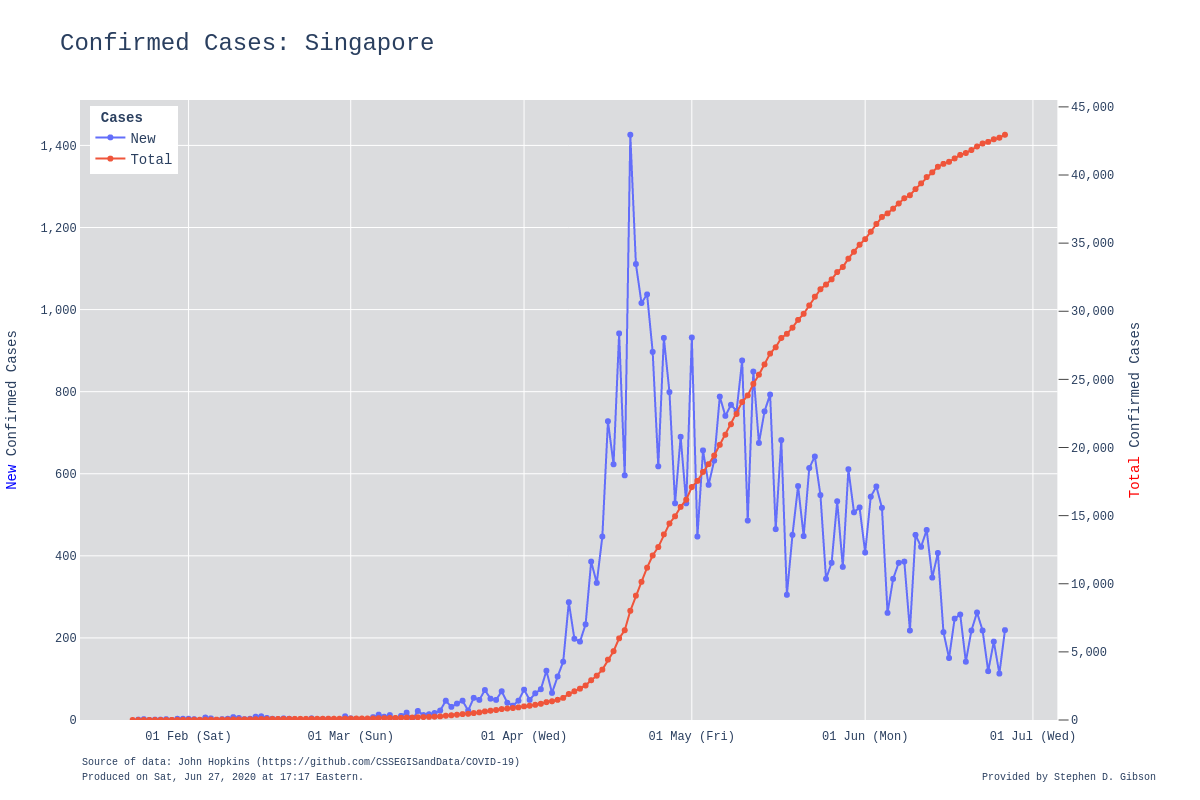 Confirmed Cases: Singapore
Cases
New
Total
1,400
1,200
1,000
800
600
400
200
0
45,000
40,000
35,000
30,000
25,000
20,000
15,000
10,000
5,000
0
New Confirmed Cases
Total Confirmed Cases
01 Feb (Sat) 01 Mar (Sun) 01 Apr (Wed) 01 May (Fri) 01 Jun (Mon) 01 Jul (Wed)
Source of data: John Hopkins (https://github.com/CSSEGISandData/COVID-19)
Produced on Sat, Jun 27, 2020 at 17:17 Eastern.
Provided by Stephen D. Gibson